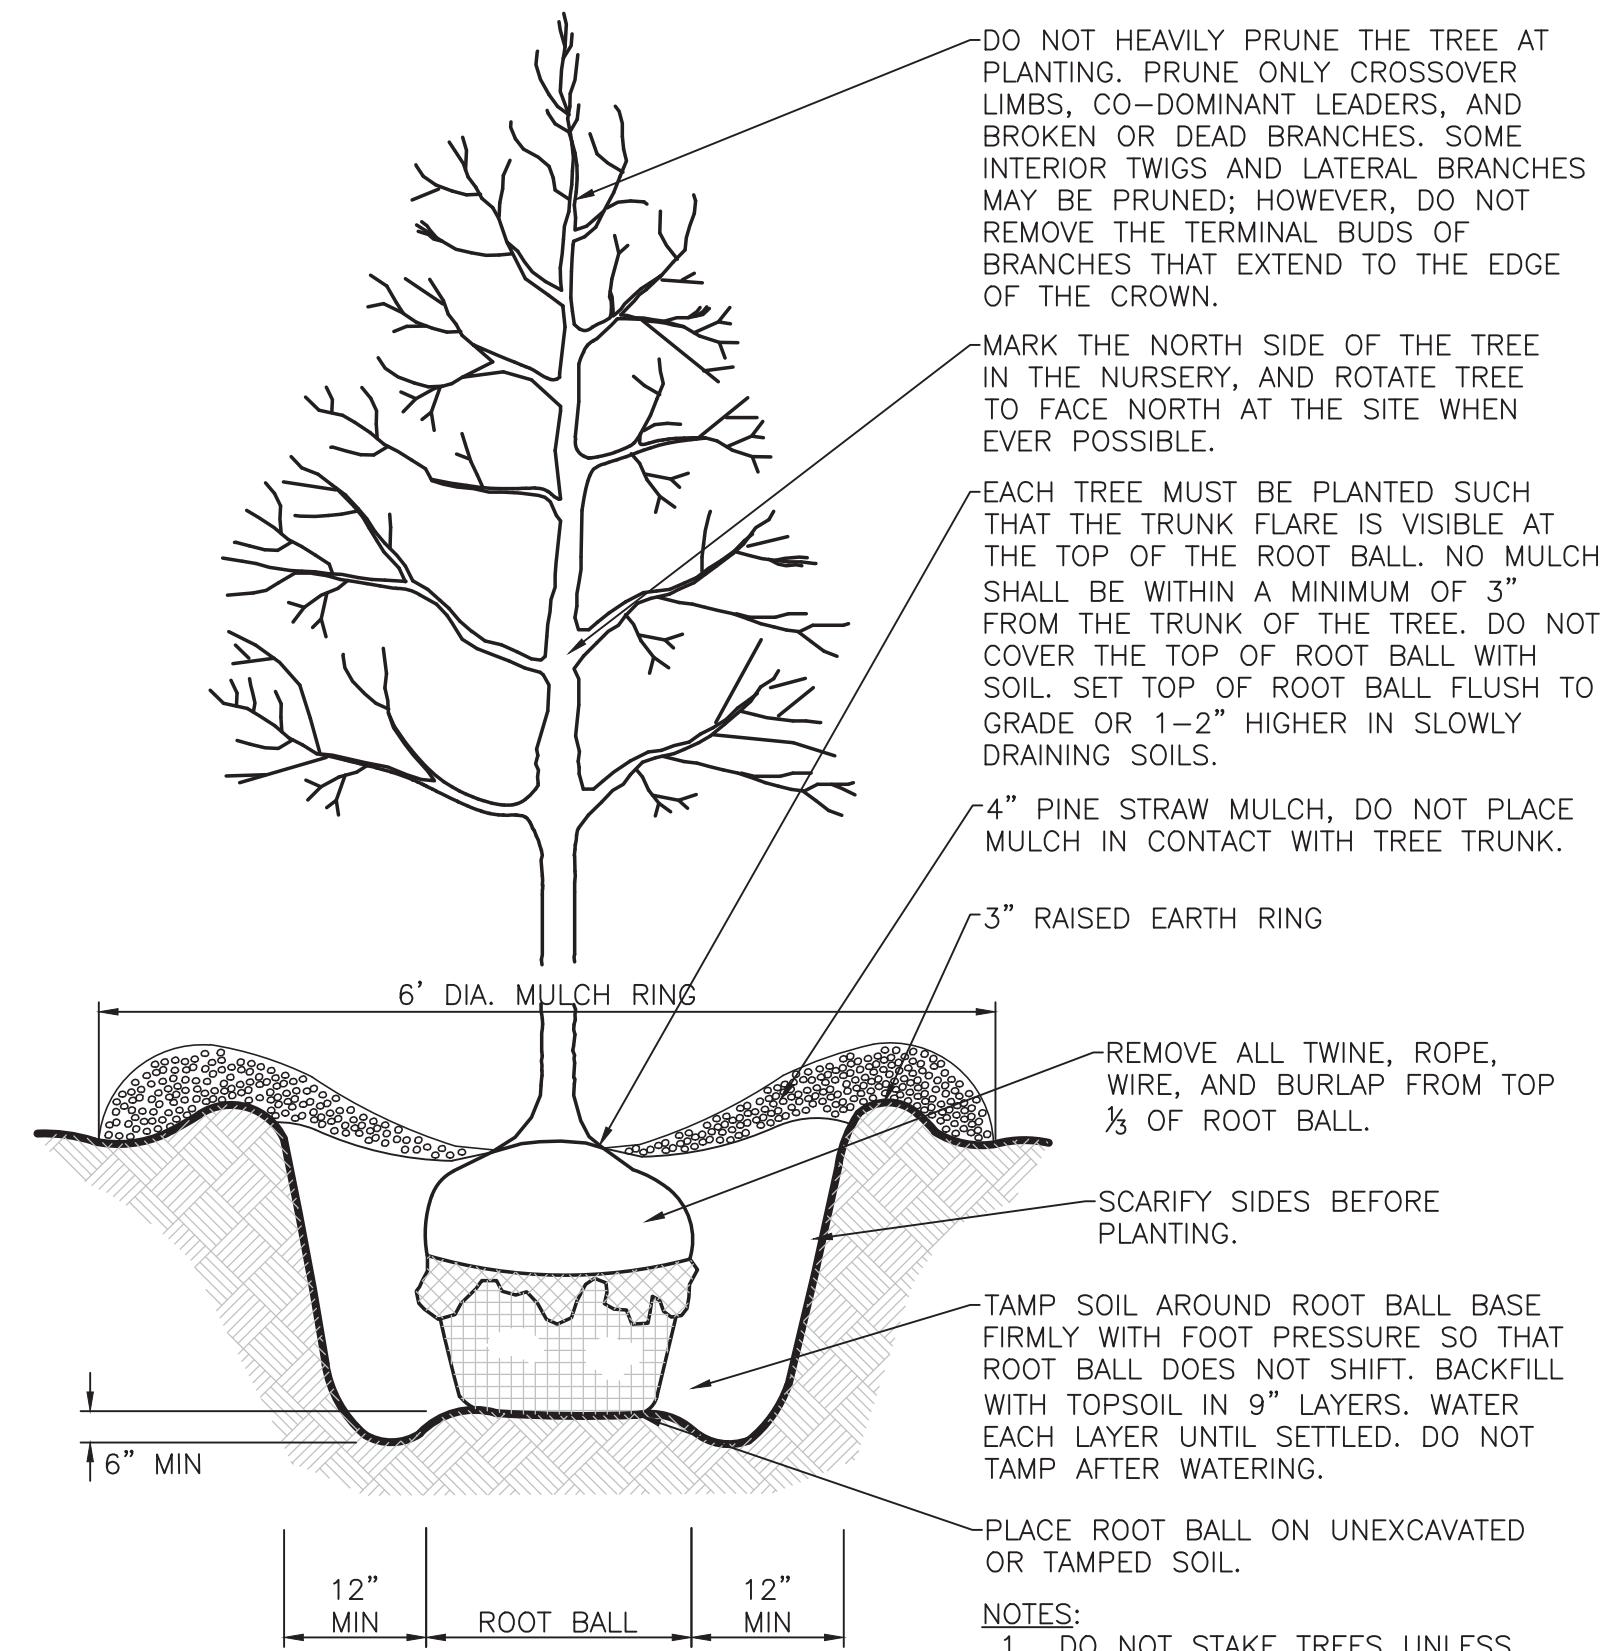 DO NOT HEAVILY PRUNE THE TREE AT
PLANTING. PRUNE ONLY CROSSOVER
LIMBS, CO-DOMINANT LEADERS, AND
BROKEN OR DEAD BRANCHES. SOME
INTERIOR TWIGS AND LATERAL BRANCHES
MAY BE PRUNED; HOWEVER, DO NOT
REMOVE THE TERMINAL BUDS OF
BRANCHES THAT EXTEND TO THE EDGE
OF THE CROWN.
MARK THE NORTH SIDE OF THE TREE
IN THE NURSERY, AND ROTATE TREE
TO FACE NORTH AT THE SITE WHEN
EVER POSSIBLE.
EACH TREE MUST BE PLANTED SUCH
THAT THE TRUNK FLARE IS VISIBLE AT
THE TOP OF THE ROOT BALL. NO MULCH
SHALL BE WITHIN A MINIMUM OF 3”
FROM THE TRUNK OF THE TREE. DO NOT
COVER THE TOP OF ROOT BALL WITH
SOIL. SET TOP OF ROOT BALL FLUSH TO
GRADE OR 1-2” HIGHER IN SLOWLY
DRAINING SOILS.
4” PINE STRAW MULCH, DO NOT PLACE
MULCH IN CONTACT WITH TREE TRUNK.
3” RAISED EARTH RING
6’ DIA. MULCH RING
REMOVE ALL TWINE, ROPE,
WIRE, AND BURLAP FROM TOP
⅓ OF ROOT BALL.
SCARIFY SIDES BEFORE
PLANTING.
TAMP SOIL AROUND ROOT BALL BASE
FIRMLY WITH FOOT PRESSURE SO THAT
ROOT BALL DOES NOT SHIFT. BACKFILL
WITH TOPSOIL IN 9” LAYERS. WATER
EACH LAYER UNTIL SETTLED. DO NOT
TAMP AFTER WATERING.
6” MIN
PLACE ROOT BALL ON UNEXCAVATED
OR TAMPED SOIL.
12”
MIN
ROOT BALL
12”
MIN
NOTES:
1. DO NOT STAKE TREES UNLESS